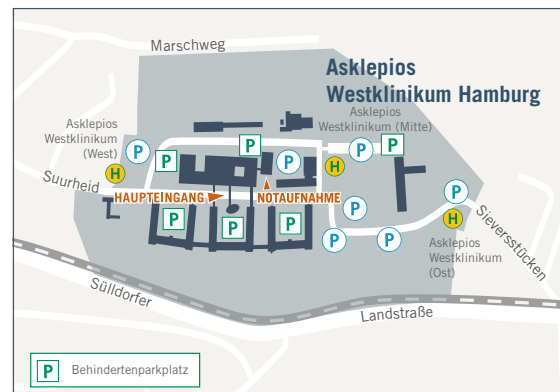 Marschweg
Asklepios
Westklinikum Hamburg
Asklepios
Westklinikum
(West)
Asklepios
Westklinikum (Mitte)
P
P
P
P
P
P
H
H
Suurheid
HAUPTEINGANG
NOTAUFNAHME
P
P
P
P
P
P
P
H
Sieversstücken
Asklepios
Westklinikum
(Ost)
Sülldorfer
Landstraße
P Behindertenparkplatz